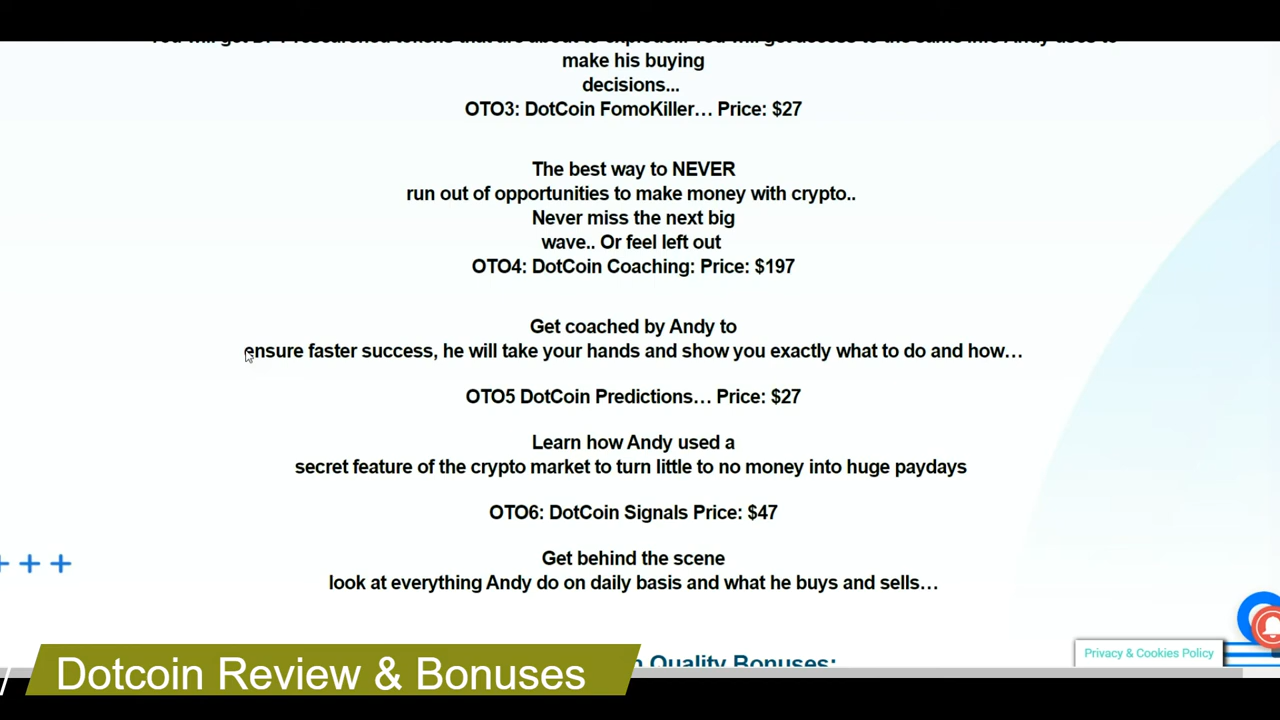 make his buying
decisions...
OTO3: DotCoin FomoKiller… Price: $27
The best way to NEVER
run out of opportunities to make money with crypto..
Never miss the next big
wave.. Or feel left out
OTO4: DotCoin Coaching: Price: $197
Get coached by Andy to
ensure faster success, he will take your hands and show you exactly what to do and how…
OTO5 DotCoin Predictions… Price: $27
Learn how Andy used a
secret feature of the crypto market to turn little to no money into huge paydays
OTO6: DotCoin Signals Price: $47
Get behind the scene
look at everything Andy do on daily basis and what he buys and sells…
Quality Bonuses:
Privacy & Cookies Policy
Dotcoin Review & Bonuses